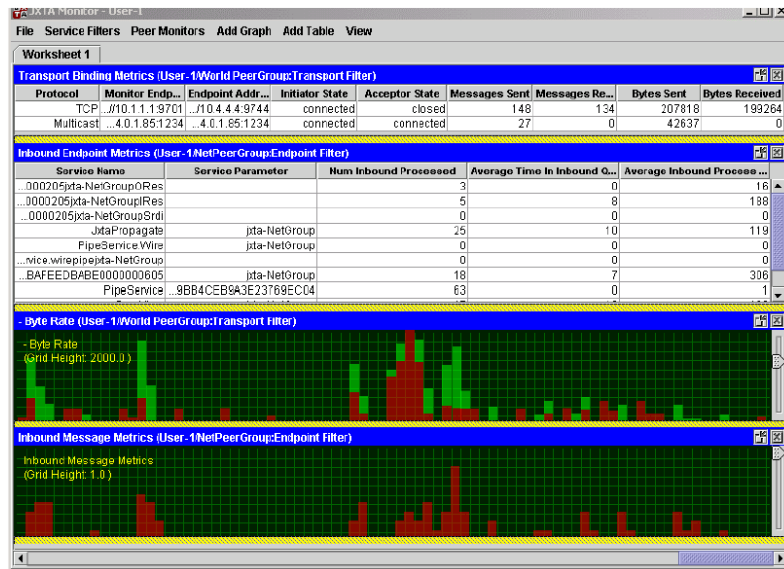 JXTA Monitor - User-1
File Service Filters Peer Monitors Add Graph Add Table View
Worksheet 1
Transport Binding Metrics (User-1/World PeerGroup:Transport Filter)
Protocol Monitor Endp... Endpoint Addr... Initiator State Acceptor State Messages Sent Messages Re... Bytes Sent Bytes Received
TCP ...//10.1.1.1:9701 .../10.4.4.4:9744 connected closed 148 134 207818 199264
Multicast ...4.0.1.85:1234 ...4.0.1.85:1234 connected connected 27 0 42637 0
Inbound Endpoint Metrics (User-1/NetPeerGroup:Endpoint Filter)
Service Name Service Parameter Num Inbound Processed Average Time In Inbound Q... Average Inbound Process ...
...0000205jxta-NetGroupORes 3 0 16
...0000205jxta-NetGroupIRes 5 8 188
...0000205jxta-NetGroupSrdi 0 0 0
JxtaPropagate jxta-NetGroup 25 10 119
PipeService.Wire jxta-NetGroup 0 0 0
...rvice.wirepipejxta-NetGroup 0 0 0
...BAFEEDBABE0000000605 jxta-NetGroup 18 7 306
PipeService ...9BB4CEB9A3E23769EC04 63 0 1
- Byte Rate (User-1/World PeerGroup:Transport Filter)
- Byte Rate
(Grid Height: 2000.0 )
Inbound Message Metrics (User-1/NetPeerGroup:Endpoint Filter)
Inbound Message Metrics
(Grid Height: 1.0 )